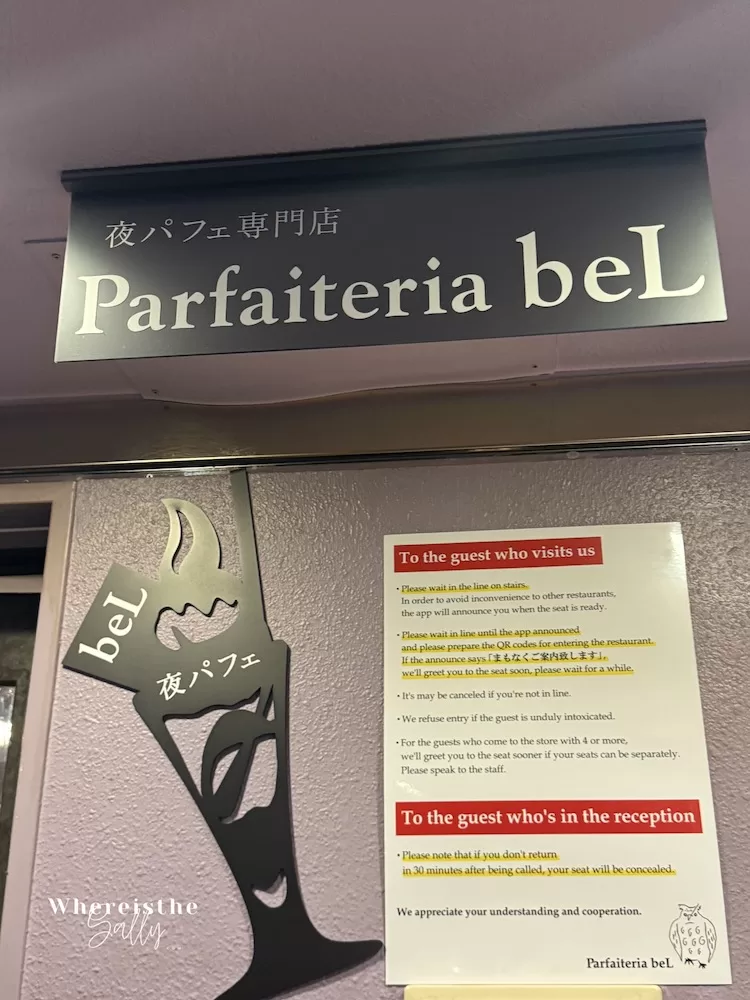 夜パフェ専門店
Parfaiteria beL
beL
夜パフェ
To the guest who visits us
・Please wait in the line on stairs.
In order to avoid inconvenience to other restaurants,
the app will announce you when the seat is ready.
・Please wait in line until the app announced
and please prepare the QR codes for entering the restaurant.
If the announce says「まもなくご案内致します」,
we'll greet you to the seat soon, please wait for a while.
・It's may be canceled if you're not in line.
・We refuse entry if the guest is unduly intoxicated.
・For the guests who come to the store with 4 or more,
we'll greet you to the seat sooner if your seats can be separately.
Please speak to the staff.
To the guest who's in the reception
・Please note that if you don't return
in 30 minutes after being called, your seat will be concealed.
We appreciate your understanding and cooperation.
Parfaiteria beL
Whereisthe
Sally